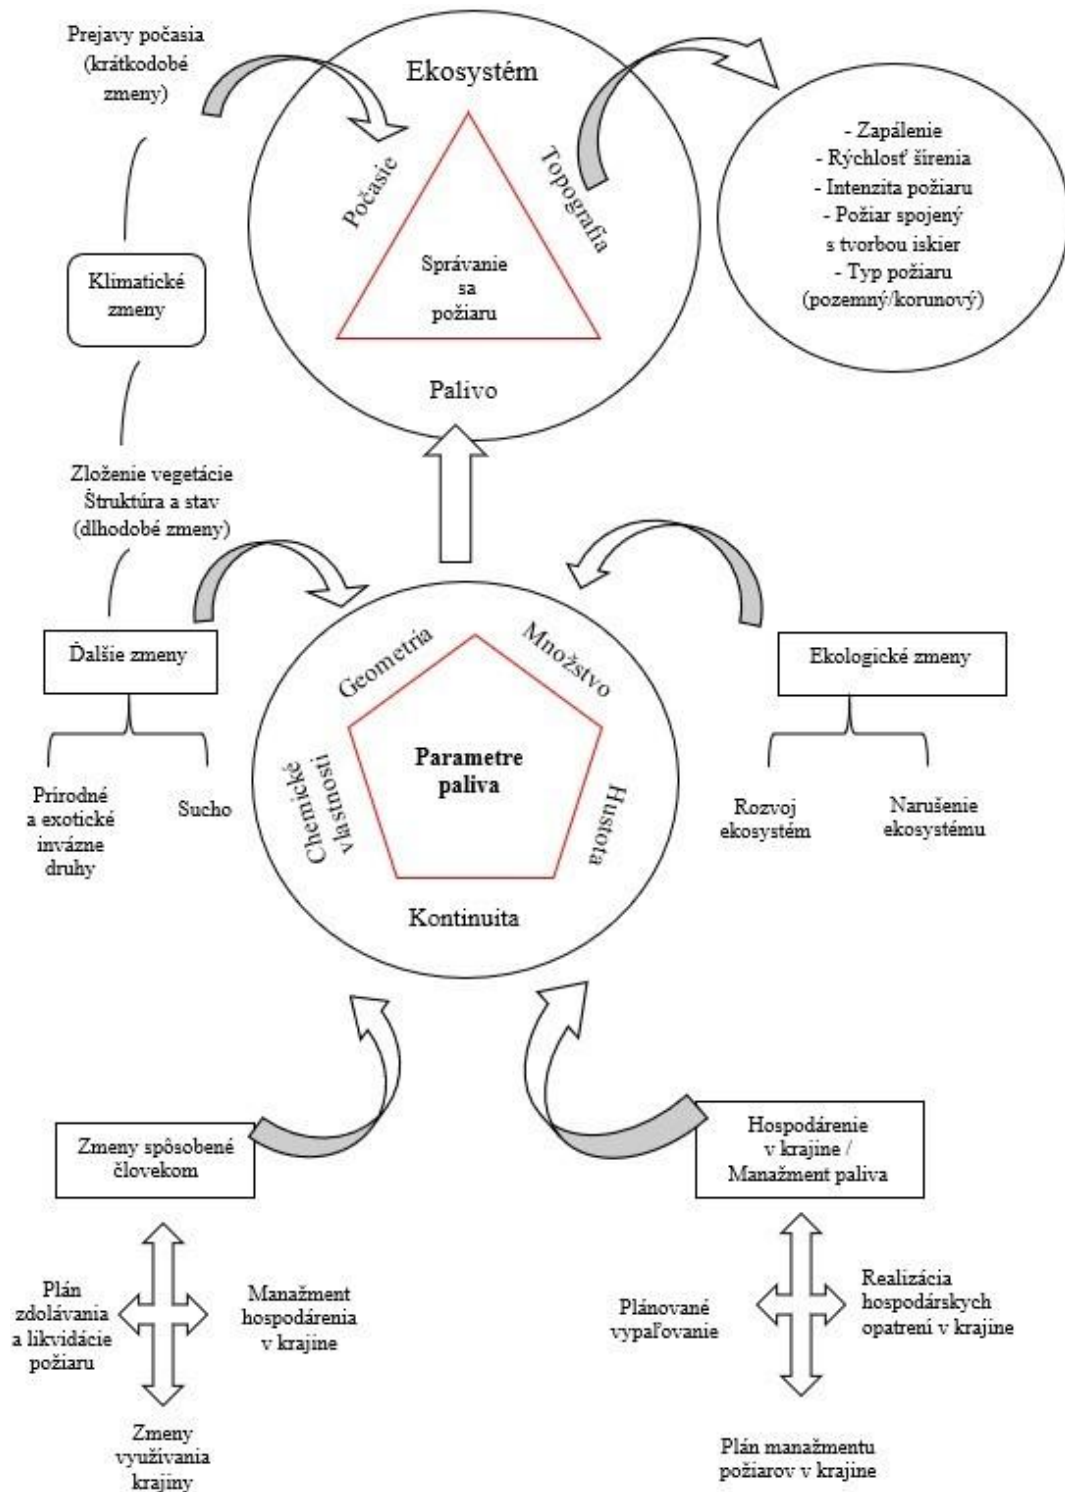 Prejavy počasia
(krátkodobé
zmeny)
Ekosystém
Počasie
Topografia
Správanie
sa
požiaru
Palivo
- Zapálenie
- Rýchlosť šírenia
- Intenzita požiaru
- Požiar spojený
s tvorbou iskier
- Typ požiaru
(pozemný/korunový)
Klimatické
zmeny
Zloženie vegetácie
Štruktúra a stav
(dlhodobé zmeny)
Ďalšie zmeny
Prírodné
a exotické
invázne
druhy
Sucho
Geometria
Množstvo
Chemické
vlastnosti
Hustota
Kontinuita
Parametre
paliva
Ekologické zmeny
Rozvoj
ekosystém
Narušenie
ekosystému
Zmeny spôsobené
človekom
Plán
zdolávania
a likvidácie
požiaru
Manažment
hospodárenia
v krajine
Zmeny
využívania
krajiny
Hospodárenie
v krajine /
Manažment paliva
Plánované
vypaľovanie
Realizácia
hospodárskych
opatrení v krajine
Plán manažmentu
požiarov v krajine